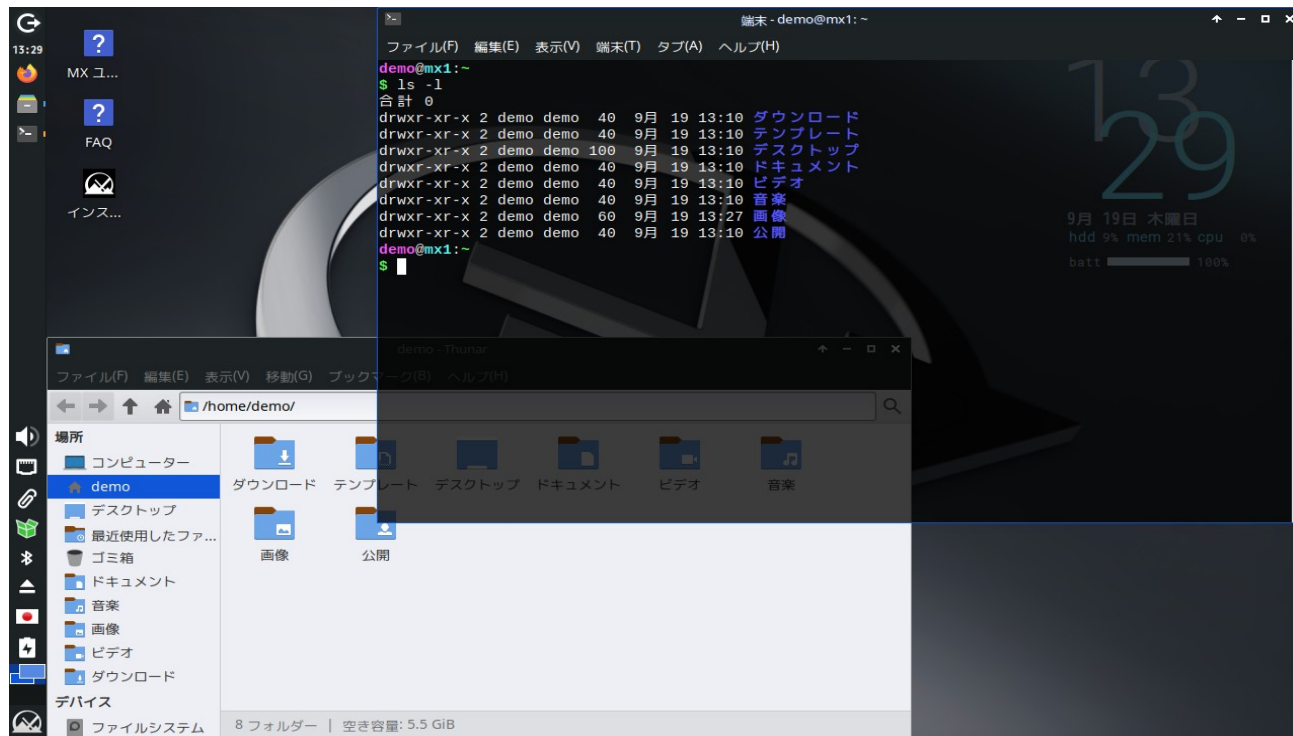 13:29
MX ユ...
FAQ
インス...
端末 - demo@mx1: ~
ファイル(F) 編集(E) 表示(V) 端末(T) タブ(A) ヘルプ(H)
demo@mx1:~
$ ls -l
合計 0
drwxr-xr-x 2 demo demo 40 9月 19 13:10 ダウンロード
drwxr-xr-x 2 demo demo 40 9月 19 13:10 テンプレート
drwxr-xr-x 2 demo demo 100 9月 19 13:10 デスクトップ
drwxr-xr-x 2 demo demo 40 9月 19 13:10 ドキュメント
drwxr-xr-x 2 demo demo 40 9月 19 13:10 ビデオ
drwxr-xr-x 2 demo demo 40 9月 19 13:10 音楽
drwxr-xr-x 2 demo demo 60 9月 19 13:27 画像
drwxr-xr-x 2 demo demo 40 9月 19 13:10 公開
demo@mx1:~
$
13
29
9月 19日 木曜日
hdd 9% mem 21% cpu 0%
batt 100%
demo - Thunar
ファイル(F) 編集(E) 表示(V) 移動(G) ブックマーク(B) ヘルプ(H)
/home/demo/
場所
コンピューター
demo
デスクトップ
最近使用したファ...
ゴミ箱
ドキュメント
音楽
画像
ビデオ
ダウンロード
デバイス
ファイルシステム
ダウンロード テンプレート デスクトップ ドキュメント ビデオ 音楽
画像 公開
8 フォルダー | 空き容量: 5.5 GiB